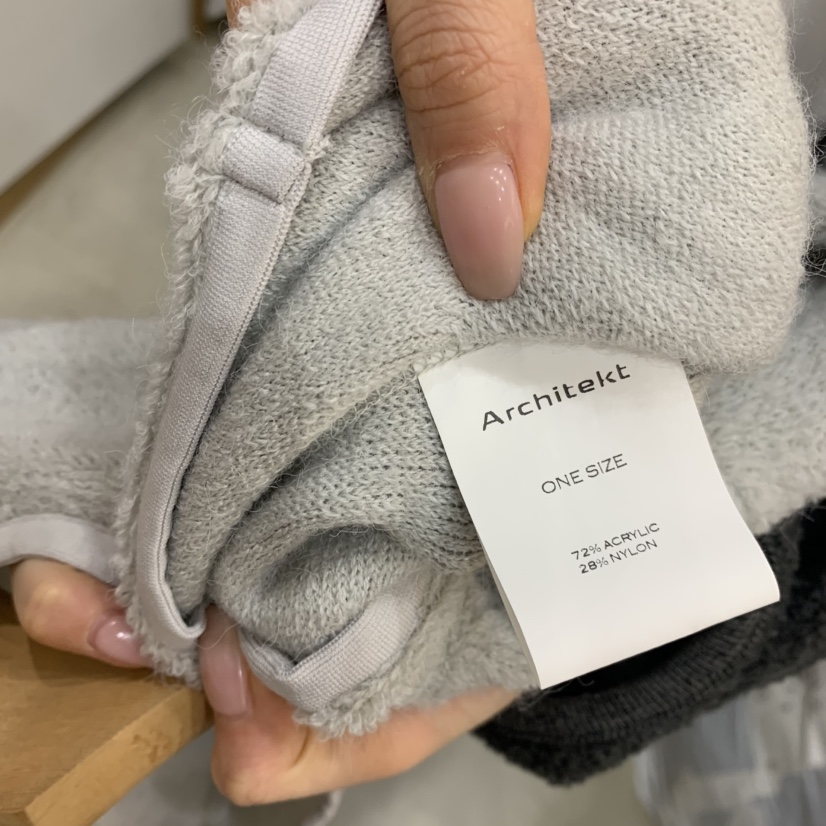 Architekt
ONE SIZE
72% ACRYLIC
28% NYLON